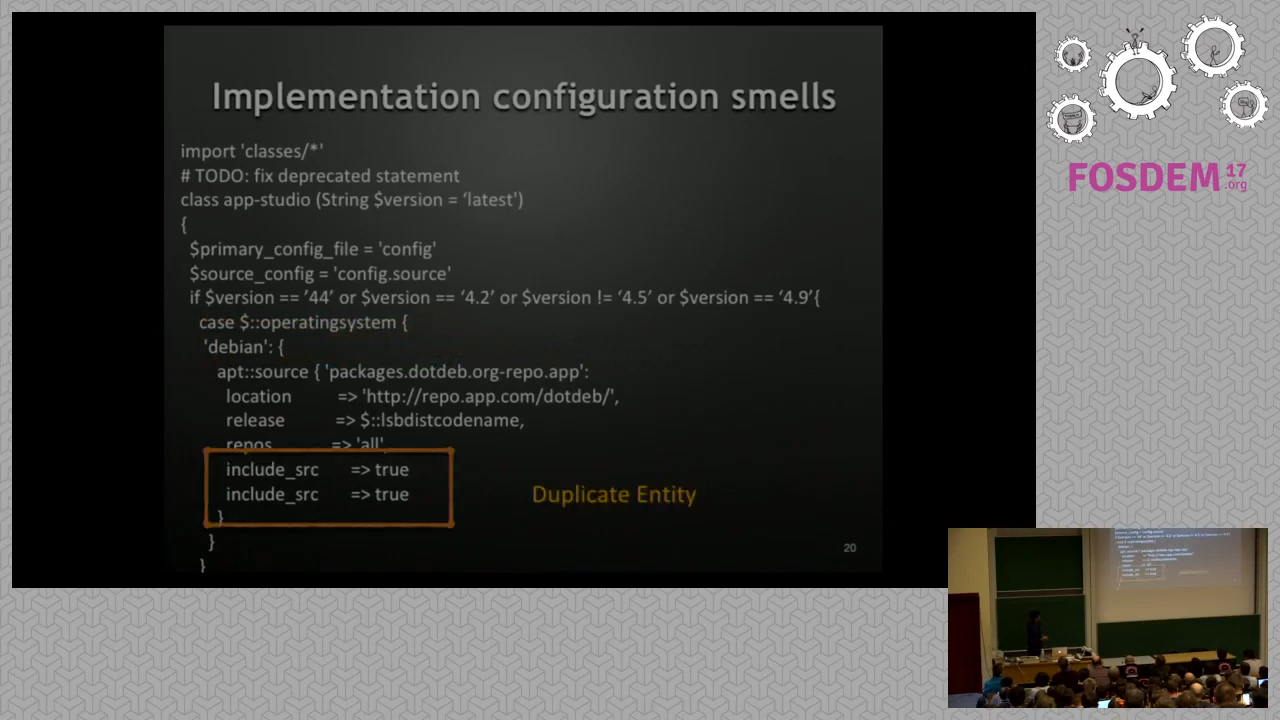 Implementation configuration smells
import 'classes/*'
# TODO: fix deprecated statement
class app-studio (String $version = ‘latest’)
{
$primary_config_file = 'config'
$source_config = 'config.source'
if $version == ’44’ or $version == ‘4.2’ or $version != ‘4.5’ or $version == ‘4.9’{
case $::operatingsystem {
'debian': {
apt::source { 'packages.dotdeb.org-repo.app':
location => 'http://repo.app.com/dotdeb/',
release => $::lsbdistcodename,
repos => 'all',
include_src => true
include_src => true
Duplicate Entity
}
}
20
}
FOSDEM 17
.org